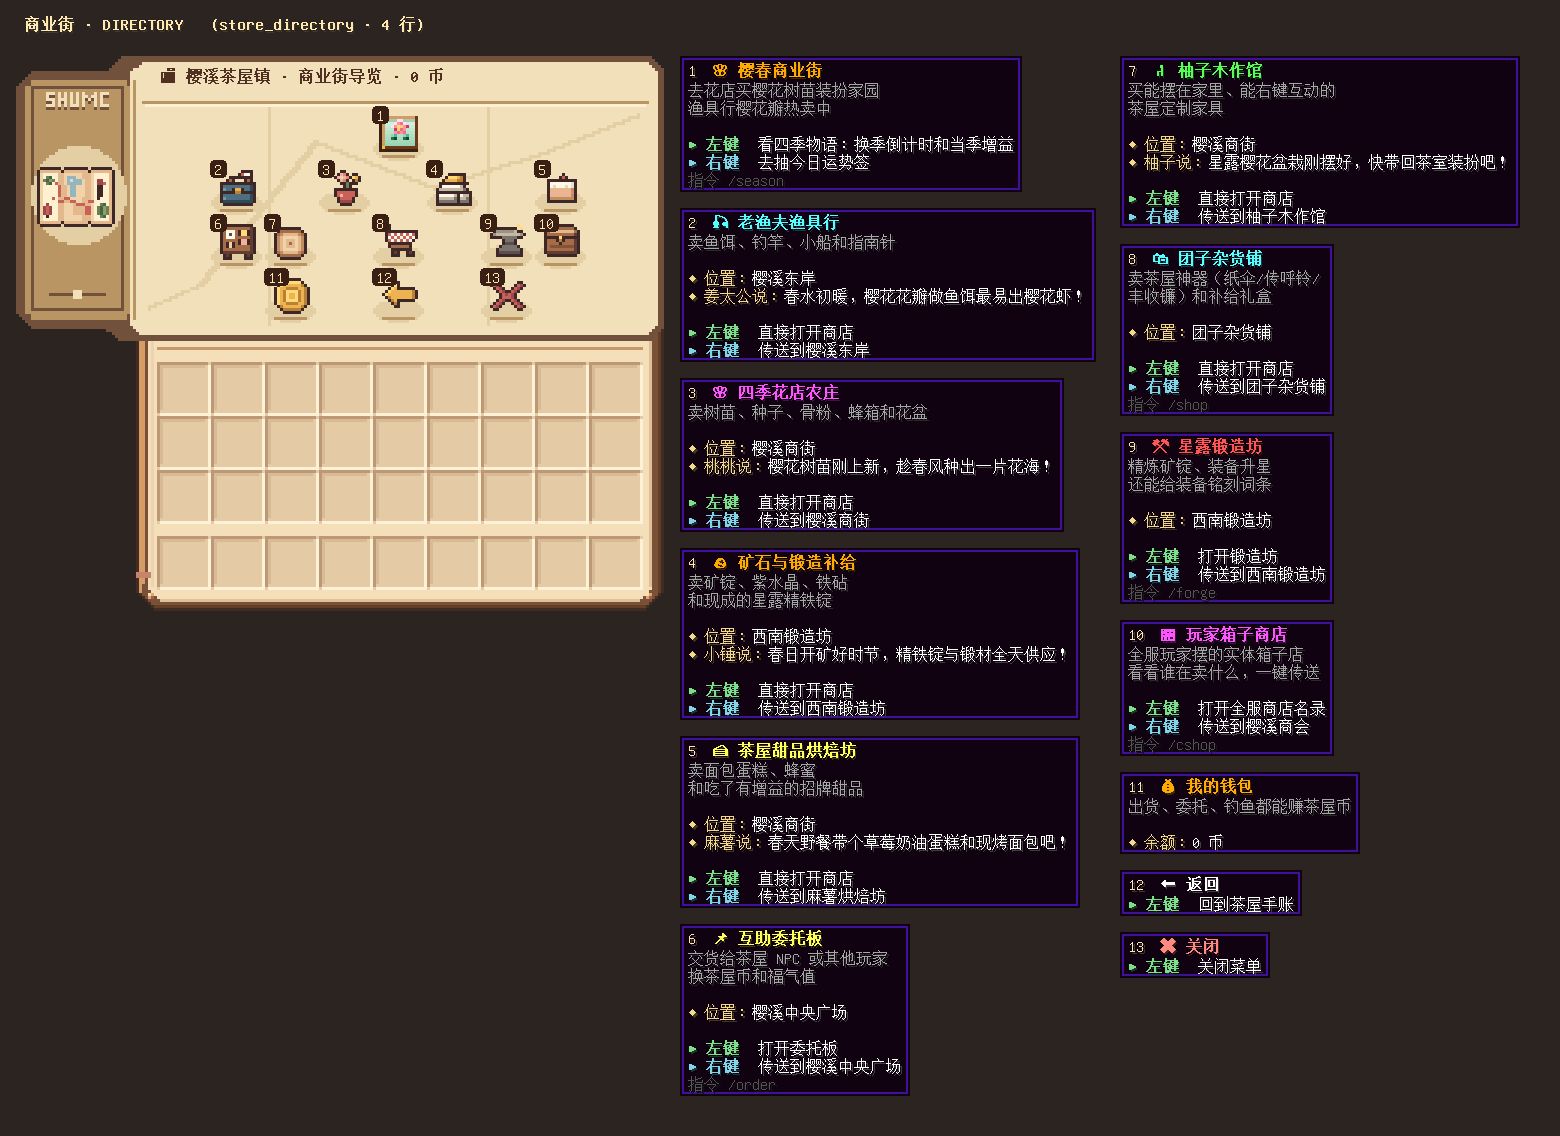 商业街 · DIRECTORY (store_directory · 4 行)
SHUMC
樱溪茶屋镇 · 商业街导览 · 0 币
1
2
3
4
5
6
7
8
9
10
11
12
13
1 樱春商业街
去花店买樱花树苗装扮家园
渔具行樱花瓣热卖中
左键 看四季物语：换季倒计时和当季增益
右键 去抽今日运势签
指令 /season
2 老渔夫渔具行
卖鱼饵、钓竿、小船和指南针
位置：樱溪东岸
姜太公说：春水初暖，樱花花瓣做鱼饵最易出樱花虾！
左键 直接打开商店
右键 传送到樱溪东岸
3 四季花店农庄
卖树苗、种子、骨粉、蜂箱和花盆
位置：樱溪商街
桃桃说：樱花树苗刚上新，趁春风种出一片花海！
左键 直接打开商店
右键 传送到樱溪商街
4 矿石与锻造补给
卖矿锭、紫水晶、铁砧
和现成的星露精铁锭
位置：西南锻造坊
小锤说：春日开矿好时节，精铁锭与锻材全天供应！
左键 直接打开商店
右键 传送到西南锻造坊
5 茶屋甜品烘焙坊
卖面包蛋糕、蜂蜜
和吃了有增益的招牌甜品
位置：樱溪商街
麻薯说：春天野餐带个草莓奶油蛋糕和现烤面包吧！
左键 直接打开商店
右键 传送到麻薯烘焙坊
6 互助委托板
交货给茶屋 NPC 或其他玩家
换茶屋币和福气值
位置：樱溪中央广场
左键 打开委托板
右键 传送到樱溪中央广场
指令 /order
7 柚子木作馆
买能摆在家里、能右键互动的
茶屋定制家具
位置：樱溪商街
柚子说：星露樱花盆栽刚摆好，快带回茶室装扮吧！
左键 直接打开商店
右键 传送到柚子木作馆
8 团子杂货铺
卖茶屋神器（纸伞/传呼铃/
丰收镰）和补给礼盒
位置：团子杂货铺
左键 直接打开商店
右键 传送到团子杂货铺
指令 /shop
9 星露锻造坊
精炼矿锭、装备升星
还能给装备铭刻词条
位置：西南锻造坊
左键 打开锻造坊
右键 传送到西南锻造坊
指令 /forge
10 玩家箱子商店
全服玩家摆的实体箱子店
看看谁在卖什么，一键传送
左键 打开全服商店名录
右键 传送到樱溪商会
指令 /cshop
11 我的钱包
出货、委托、钓鱼都能赚茶屋币
余额：0 币
12 返回
左键 回到茶屋手账
13 关闭
左键 关闭菜单